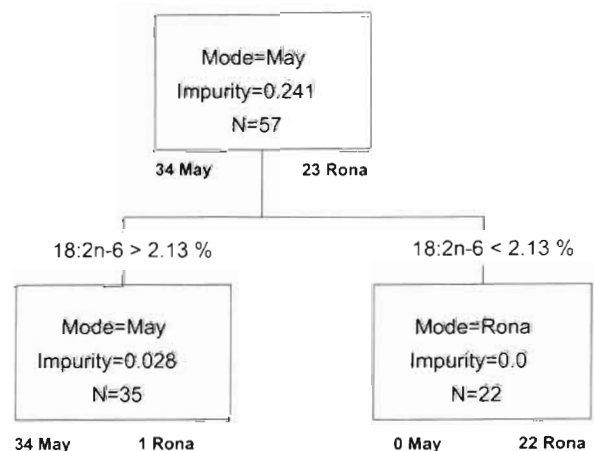 Mode=May
Impurity=0.241
N=57
34 May 23 Rona
18:2n-6 > 2.13 % 18:2n-6 < 2.13 %
Mode=May Mode=Rona
Impurity=0.028 Impurity=0.0
N=35 N=22
34 May 1 Rona 0 May 22 Rona